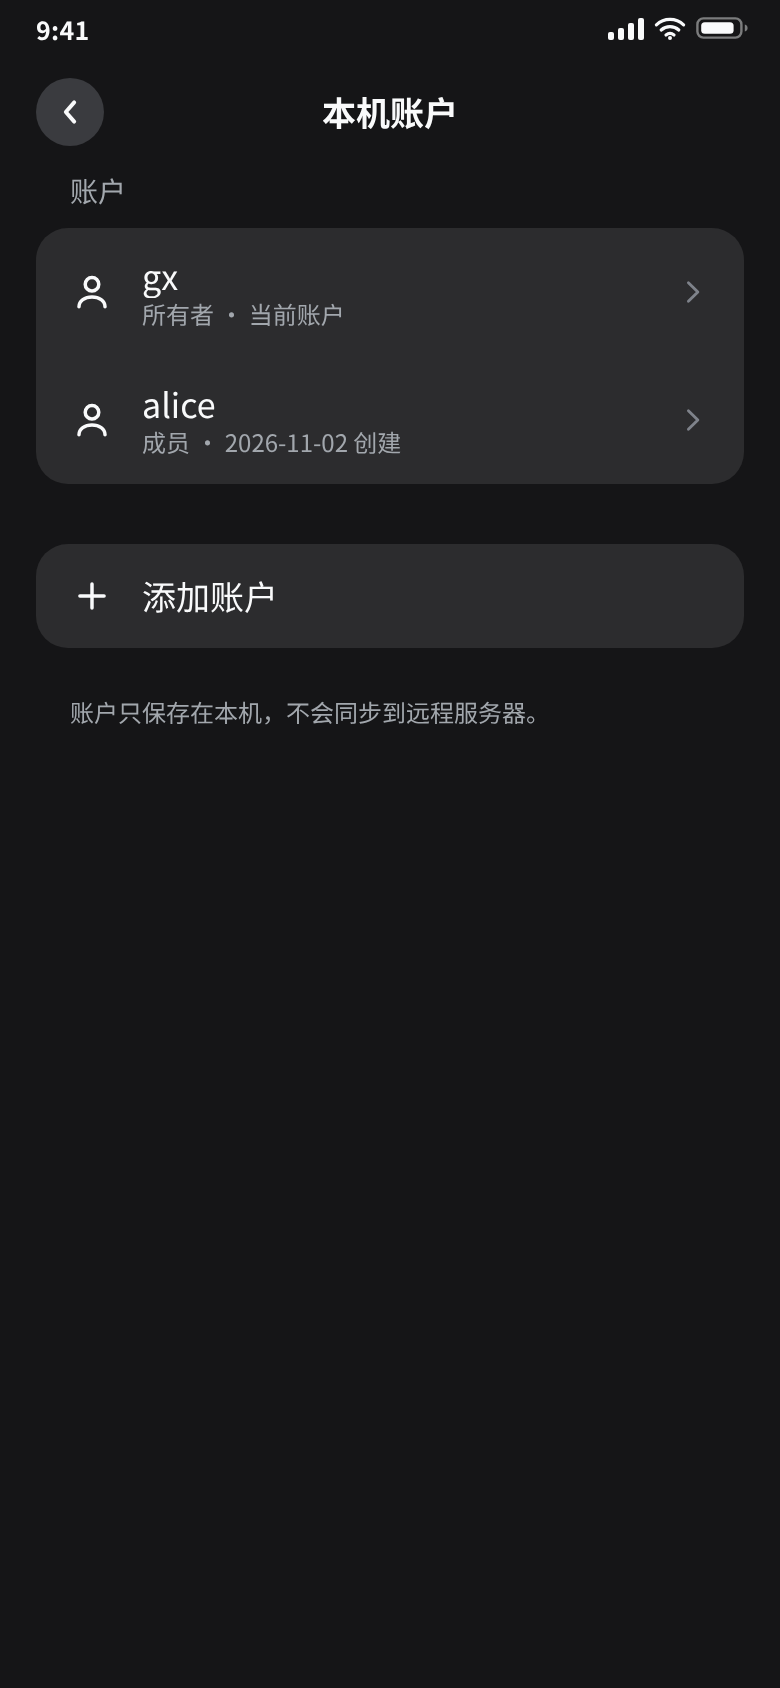 9:41
本机账户
账户
gx
所有者 • 当前账户
alice
成员 • 2026-11-02 创建
添加账户
账户只保存在本机，不会同步到远程服务器。